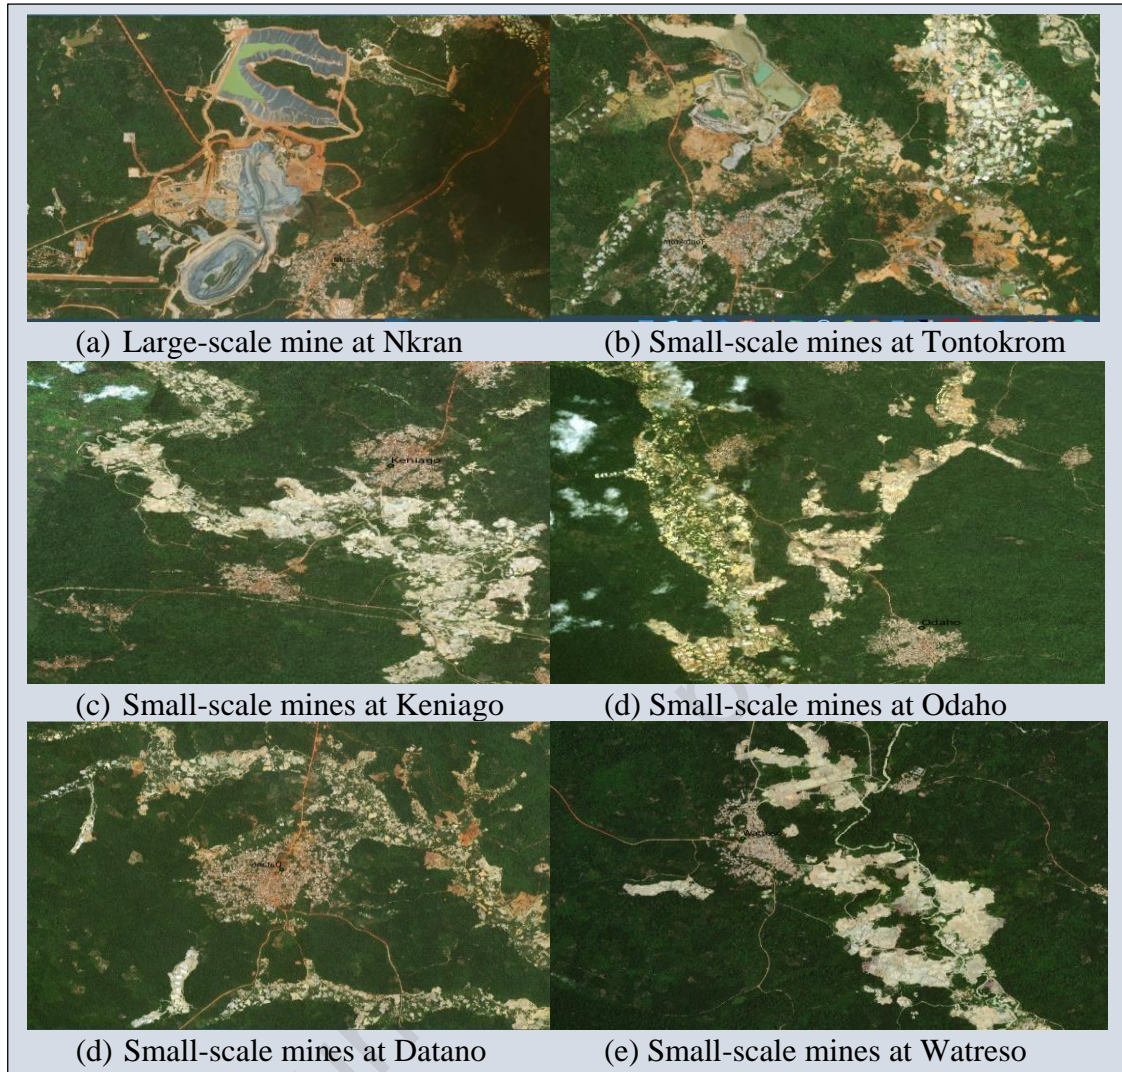 (a) Large-scale mine at Nkran
(b) Small-scale mines at Tontokrom
Keniago
Odaho
(c) Small-scale mines at Keniago
(d) Small-scale mines at Odaho
(d) Small-scale mines at Datano
(e) Small-scale mines at Watreso